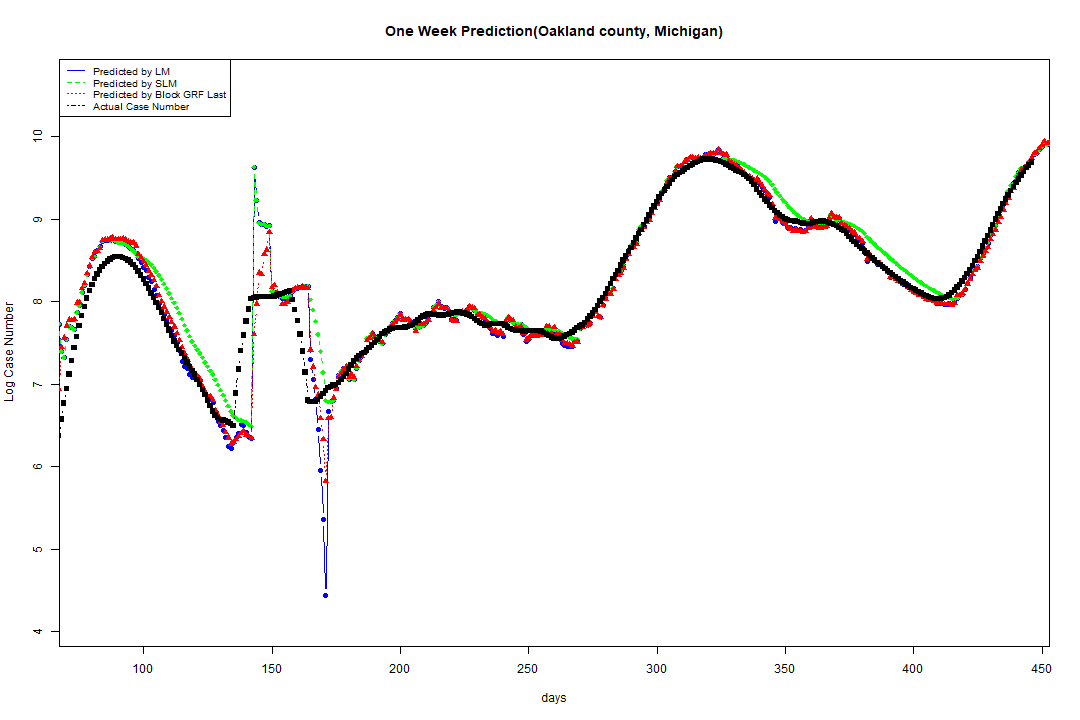 One Week Prediction(Oakland county, Michigan)
Predicted by LM
Predicted by SLM
Predicted by Block GRF Last
Actual Case Number
Log Case Number
10
9
8
7
6
5
4
100 150 200 250 300 350 400 450
days